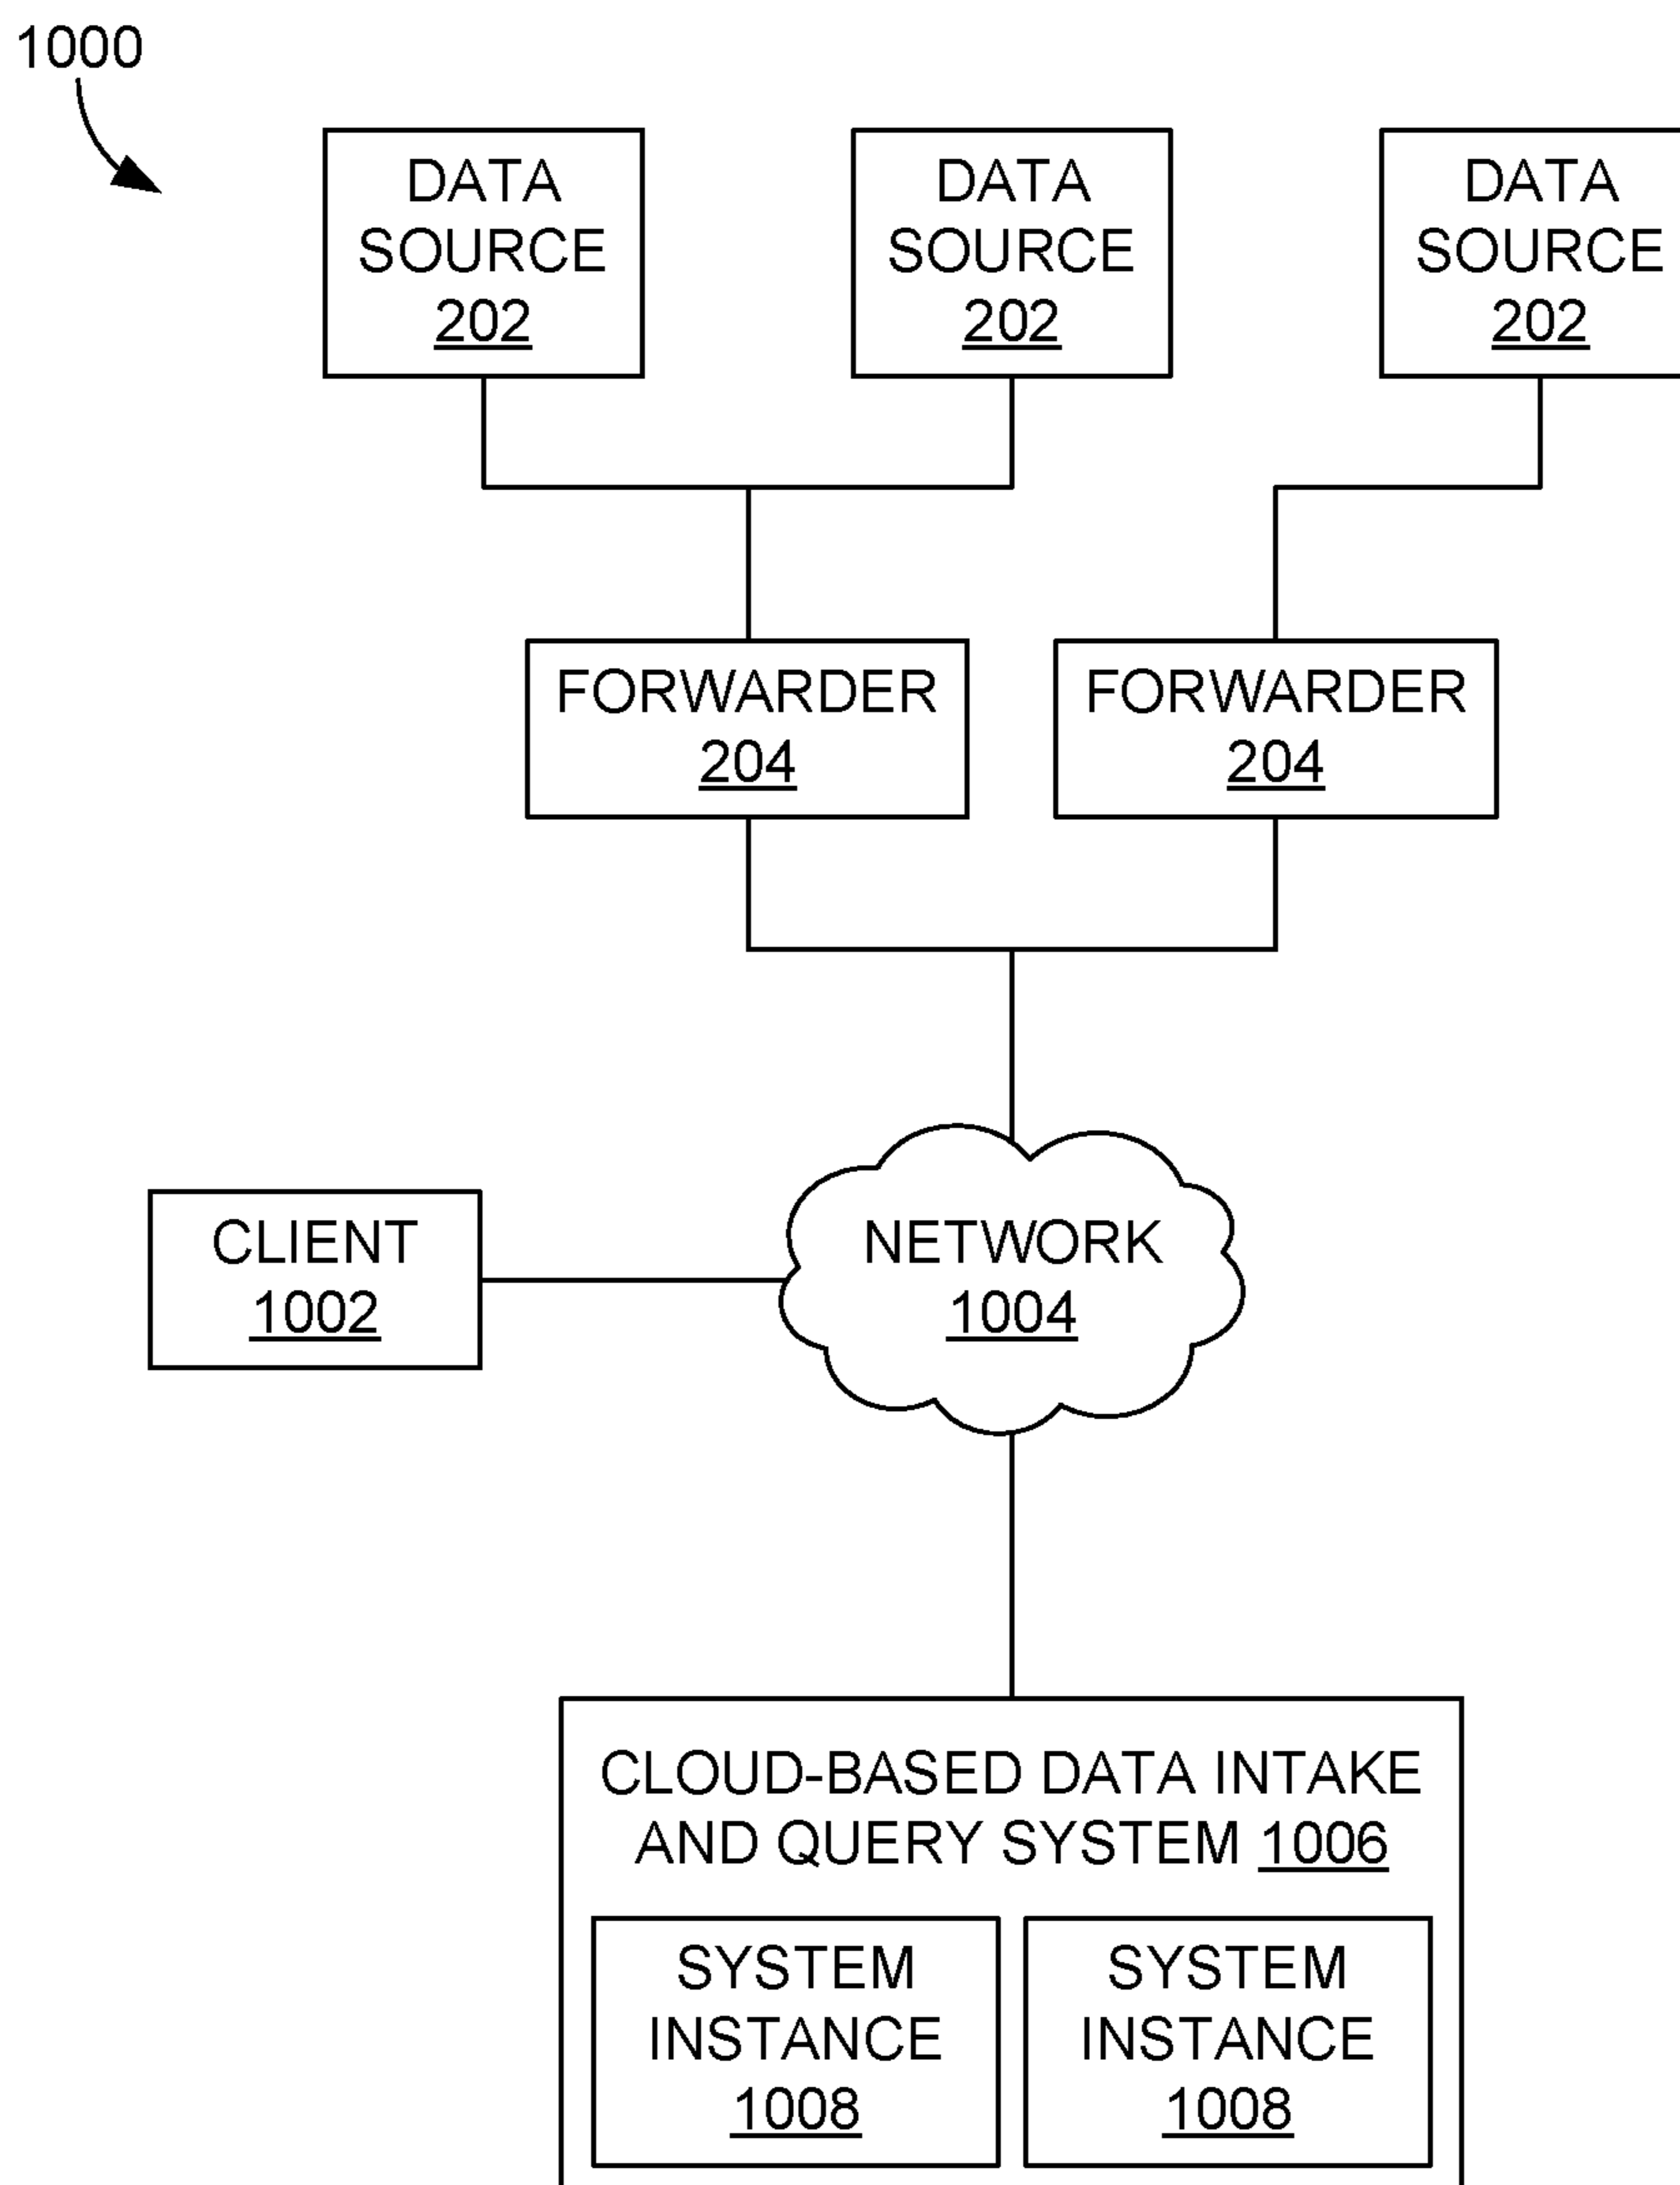 1000
DATA
SOURCE
202
DATA
SOURCE
202
DATA
SOURCE
202
FORWARDER
204
FORWARDER
204
CLIENT
1002
NETWORK
1004
CLOUD-BASED DATA INTAKE
AND QUERY SYSTEM 1006
SYSTEM
INSTANCE
1008
SYSTEM
INSTANCE
1008